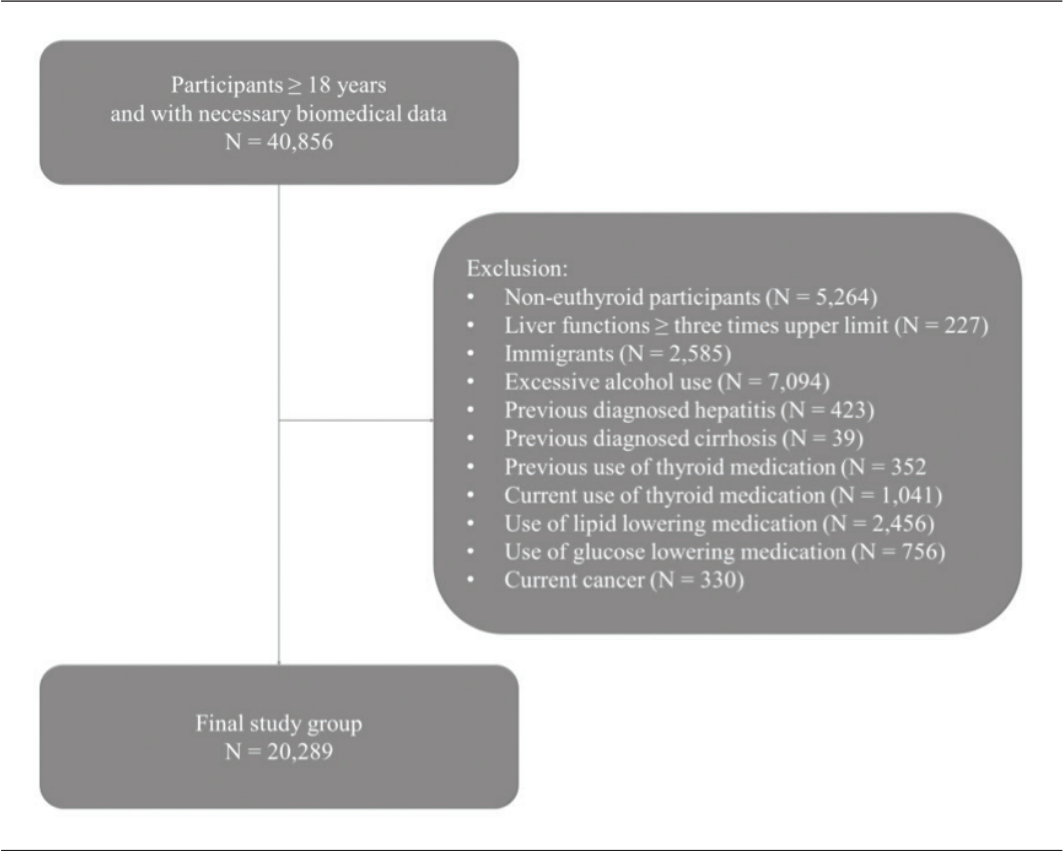 Participants ≥ 18 years
and with necessary biomedical data
N = 40,856
Exclusion:
• Non-euthyroid participants (N = 5,264)
• Liver functions ≥ three times upper limit (N = 227)
• Immigrants (N = 2,585)
• Excessive alcohol use (N = 7,094)
• Previous diagnosed hepatitis (N = 423)
• Previous diagnosed cirrhosis (N = 39)
• Previous use of thyroid medication (N = 352
• Current use of thyroid medication (N = 1,041)
• Use of lipid lowering medication (N = 2,456)
• Use of glucose lowering medication (N = 756)
• Current cancer (N = 330)
Final study group
N = 20,289